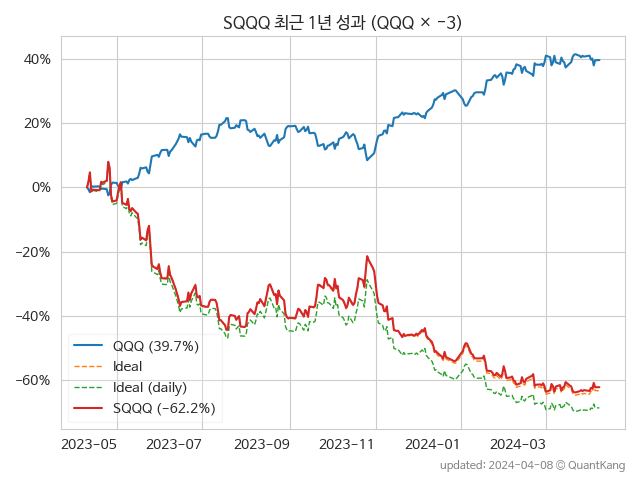 SQQQ 최근 1년 성과 (QQQ × −3)
40%
20%
0%
−20%
−40%
−60%
QQQ (39.7%)
Ideal
Ideal (daily)
SQQQ (−62.2%)
2023-05 2023-07 2023-09 2023-11 2024-01 2024-03
updated: 2024-04-08 © QuantKang